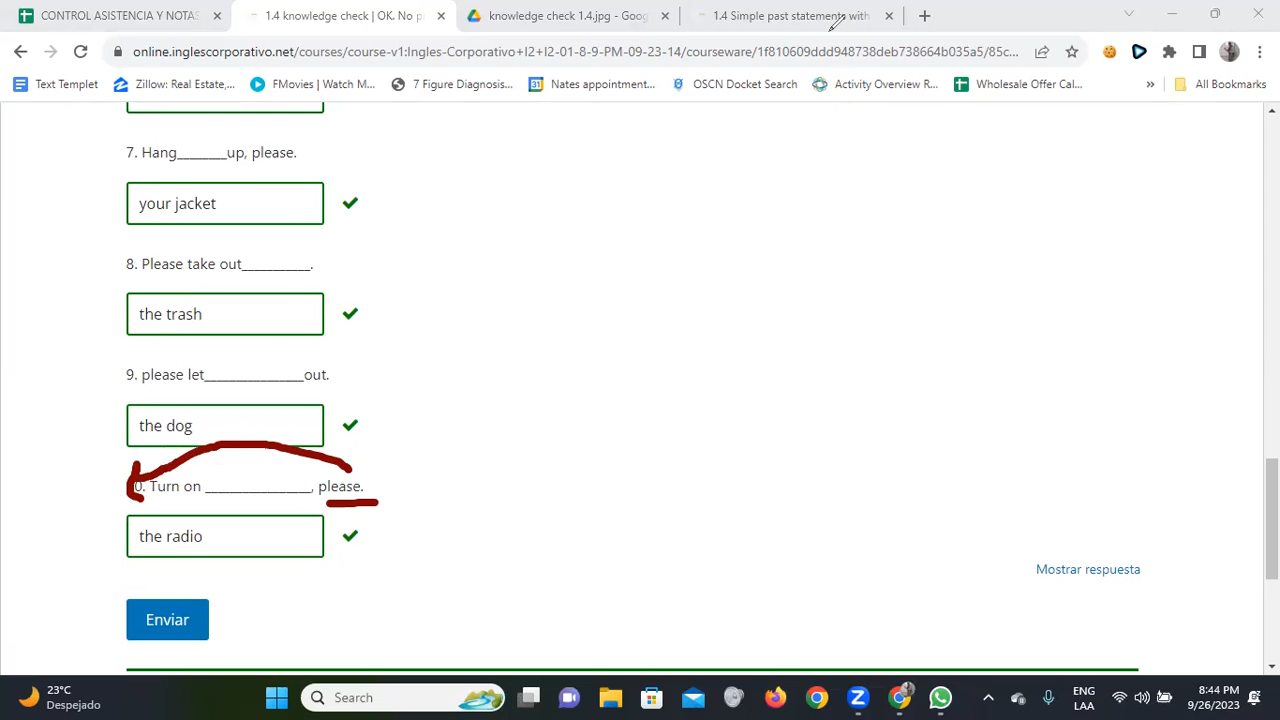 CONTROL ASISTENCIA Y NOTAS
1.4 knowledge check | OK. No p
knowledge check 1.4.jpg - Goog
1.4 Simple past statements with
online.inglescorporativo.net/courses/course-v1:Ingles-Corporativo+I2+I2-01-8-9-PM-09-23-14/courseware/1f810609ddd948738deb738664b035a5/85c...
Text Templet
Zillow: Real Estate,...
FMovies | Watch M...
7 Figure Diagnosis...
Nates appointment...
OSCN Docket Search
Activity Overview R...
Wholesale Offer Cal...
»
All Bookmarks
7. Hang________up, please.
your jacket
8. Please take out___________.
the trash
9. please let________________out.
the dog
0. Turn on _________________, please.
the radio
Mostrar respuesta
Enviar
23°C
Despejado
Search
ENG
LAA
8:44 PM
9/26/2023